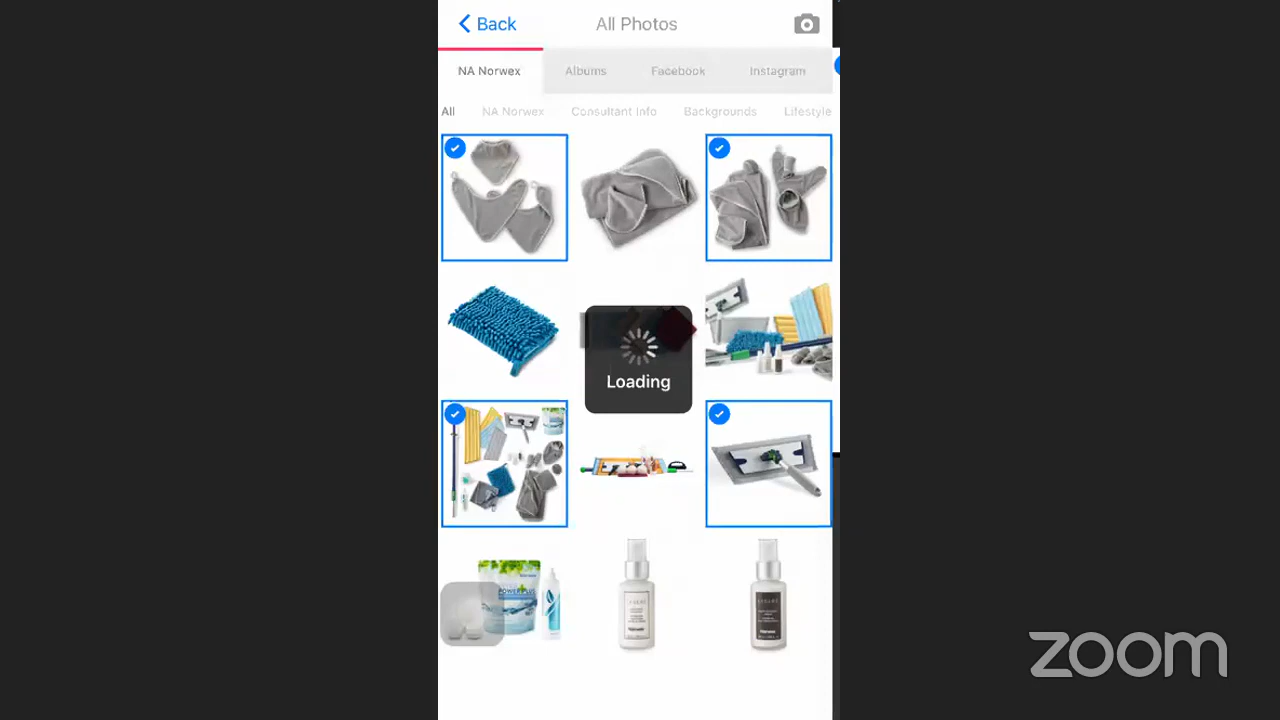 Back
All Photos
NA Norwex
Albums
Facebook
Instagram
All
NA Norwex
Consultant Info
Backgrounds
Lifestyle
Loading
zoom